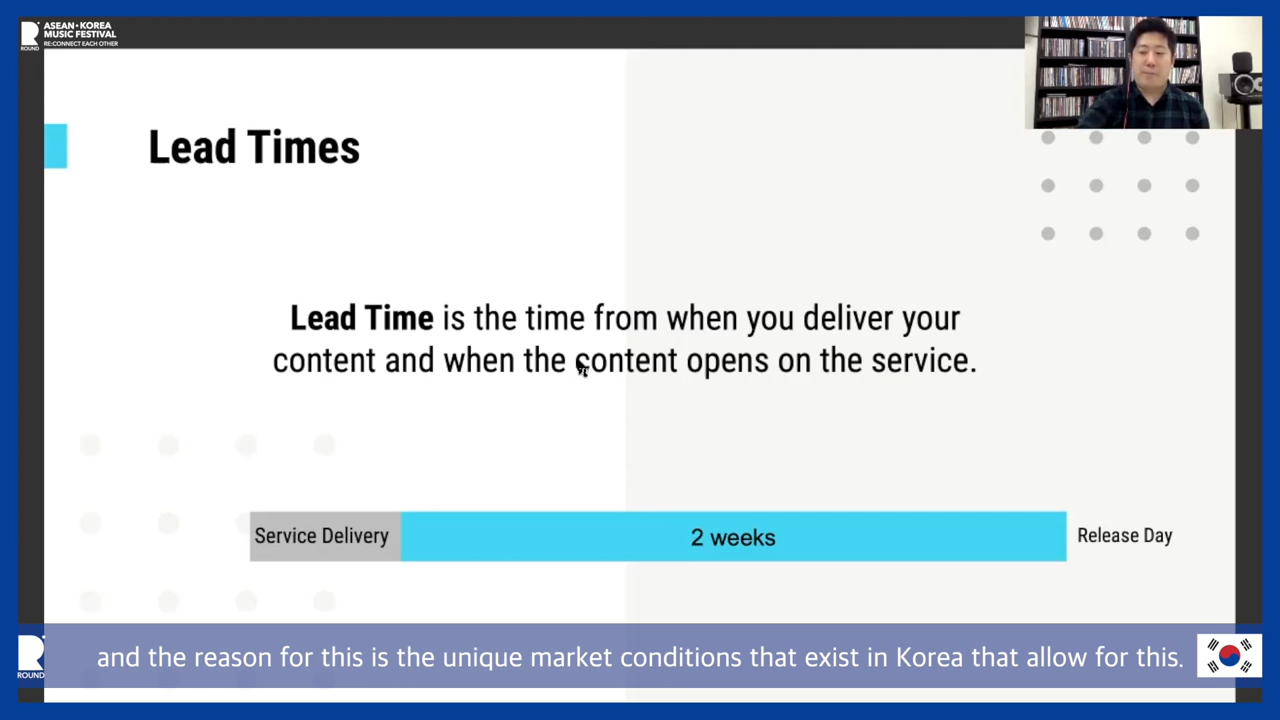 ROUND
ASEAN•KOREA
MUSIC FESTIVAL
RE:CONNECT EACH OTHER
Lead Times
Lead Time is the time from when you deliver your
content and when the content opens on the service.
Service Delivery
2 weeks
Release Day
and the reason for this is the unique market conditions that exist in Korea that allow for this.
ROUND